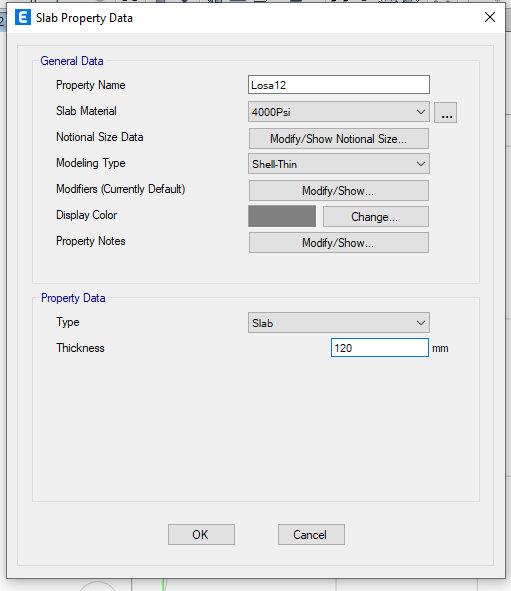 E Slab Property Data
General Data
Property Name Losa12
Slab Material 4000Psi ...
Notional Size Data Modify/Show Notional Size...
Modeling Type Shell-Thin
Modifiers (Currently Default) Modify/Show...
Display Color Change...
Property Notes Modify/Show...
Property Data
Type Slab
Thickness 120 mm
OK Cancel